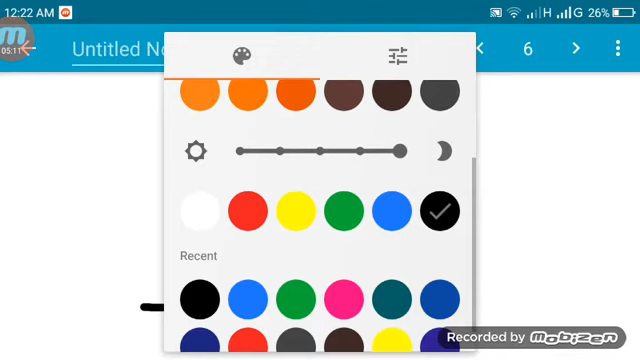 12:22 AM H G 26%
05:11 Untitled No 6
Recent
Recorded by mobizen